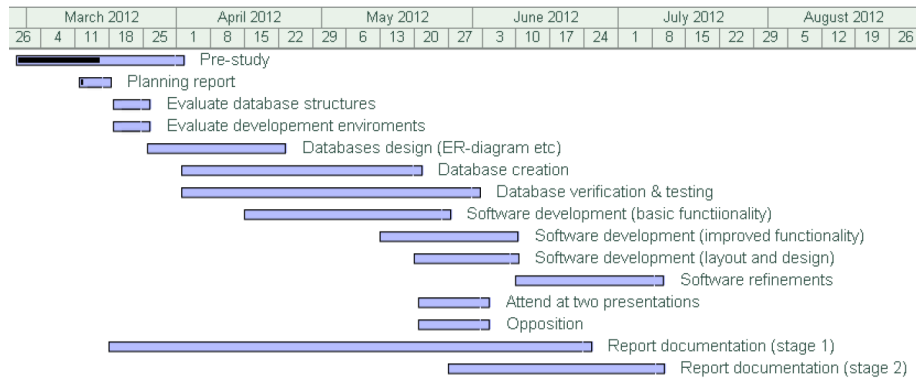 March 2012 April 2012 May 2012 June 2012 July 2012 August 2012
26 4 11 18 25 1 8 15 22 29 6 13 20 27 3 10 17 24 1 8 15 22 29 5 12 19 26
Pre-study
Planning report
Evaluate database structures
Evaluate developement enviroments
Databases design (ER-diagram etc)
Database creation
Database verification & testing
Software development (basic functiionality)
Software development (improved functionality)
Software development (layout and design)
Software refinements
Attend at two presentations
Opposition
Report documentation (stage 1)
Report documentation (stage 2)